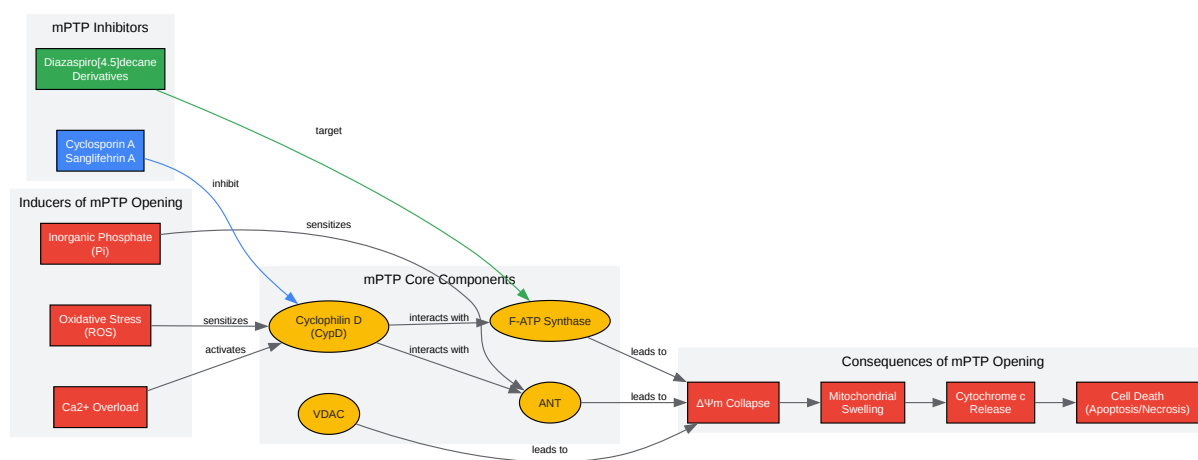 mPTP Inhibitors
Diazaspiro[4.5]decane
Derivatives
target
Cyclosporin A
Sanglifehrin A
inhibit
Inducers of mPTP Opening
Inorganic Phosphate
(Pi)
sensitizes
Oxidative Stress
(ROS)
sensitizes
activates
Ca2+ Overload
mPTP Core Components
Cyclophilin D
(CypD)
interacts with
interacts with
F-ATP Synthase
VDAC
ANT
leads to
leads to
leads to
Consequences of mPTP Opening
ΔΨm Collapse
Mitochondrial
Swelling
Cytochrome c
Release
Cell Death
(Apoptosis/Necrosis)